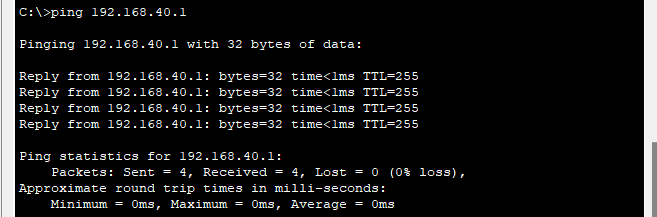 C:\>ping 192.168.40.1
Pinging 192.168.40.1 with 32 bytes of data:
Reply from 192.168.40.1: bytes=32 time<1ms TTL=255
Reply from 192.168.40.1: bytes=32 time<1ms TTL=255
Reply from 192.168.40.1: bytes=32 time<1ms TTL=255
Reply from 192.168.40.1: bytes=32 time<1ms TTL=255
Ping statistics for 192.168.40.1:
    Packets: Sent = 4, Received = 4, Lost = 0 (0% loss),
Approximate round trip times in milli-seconds:
    Minimum = 0ms, Maximum = 0ms, Average = 0ms